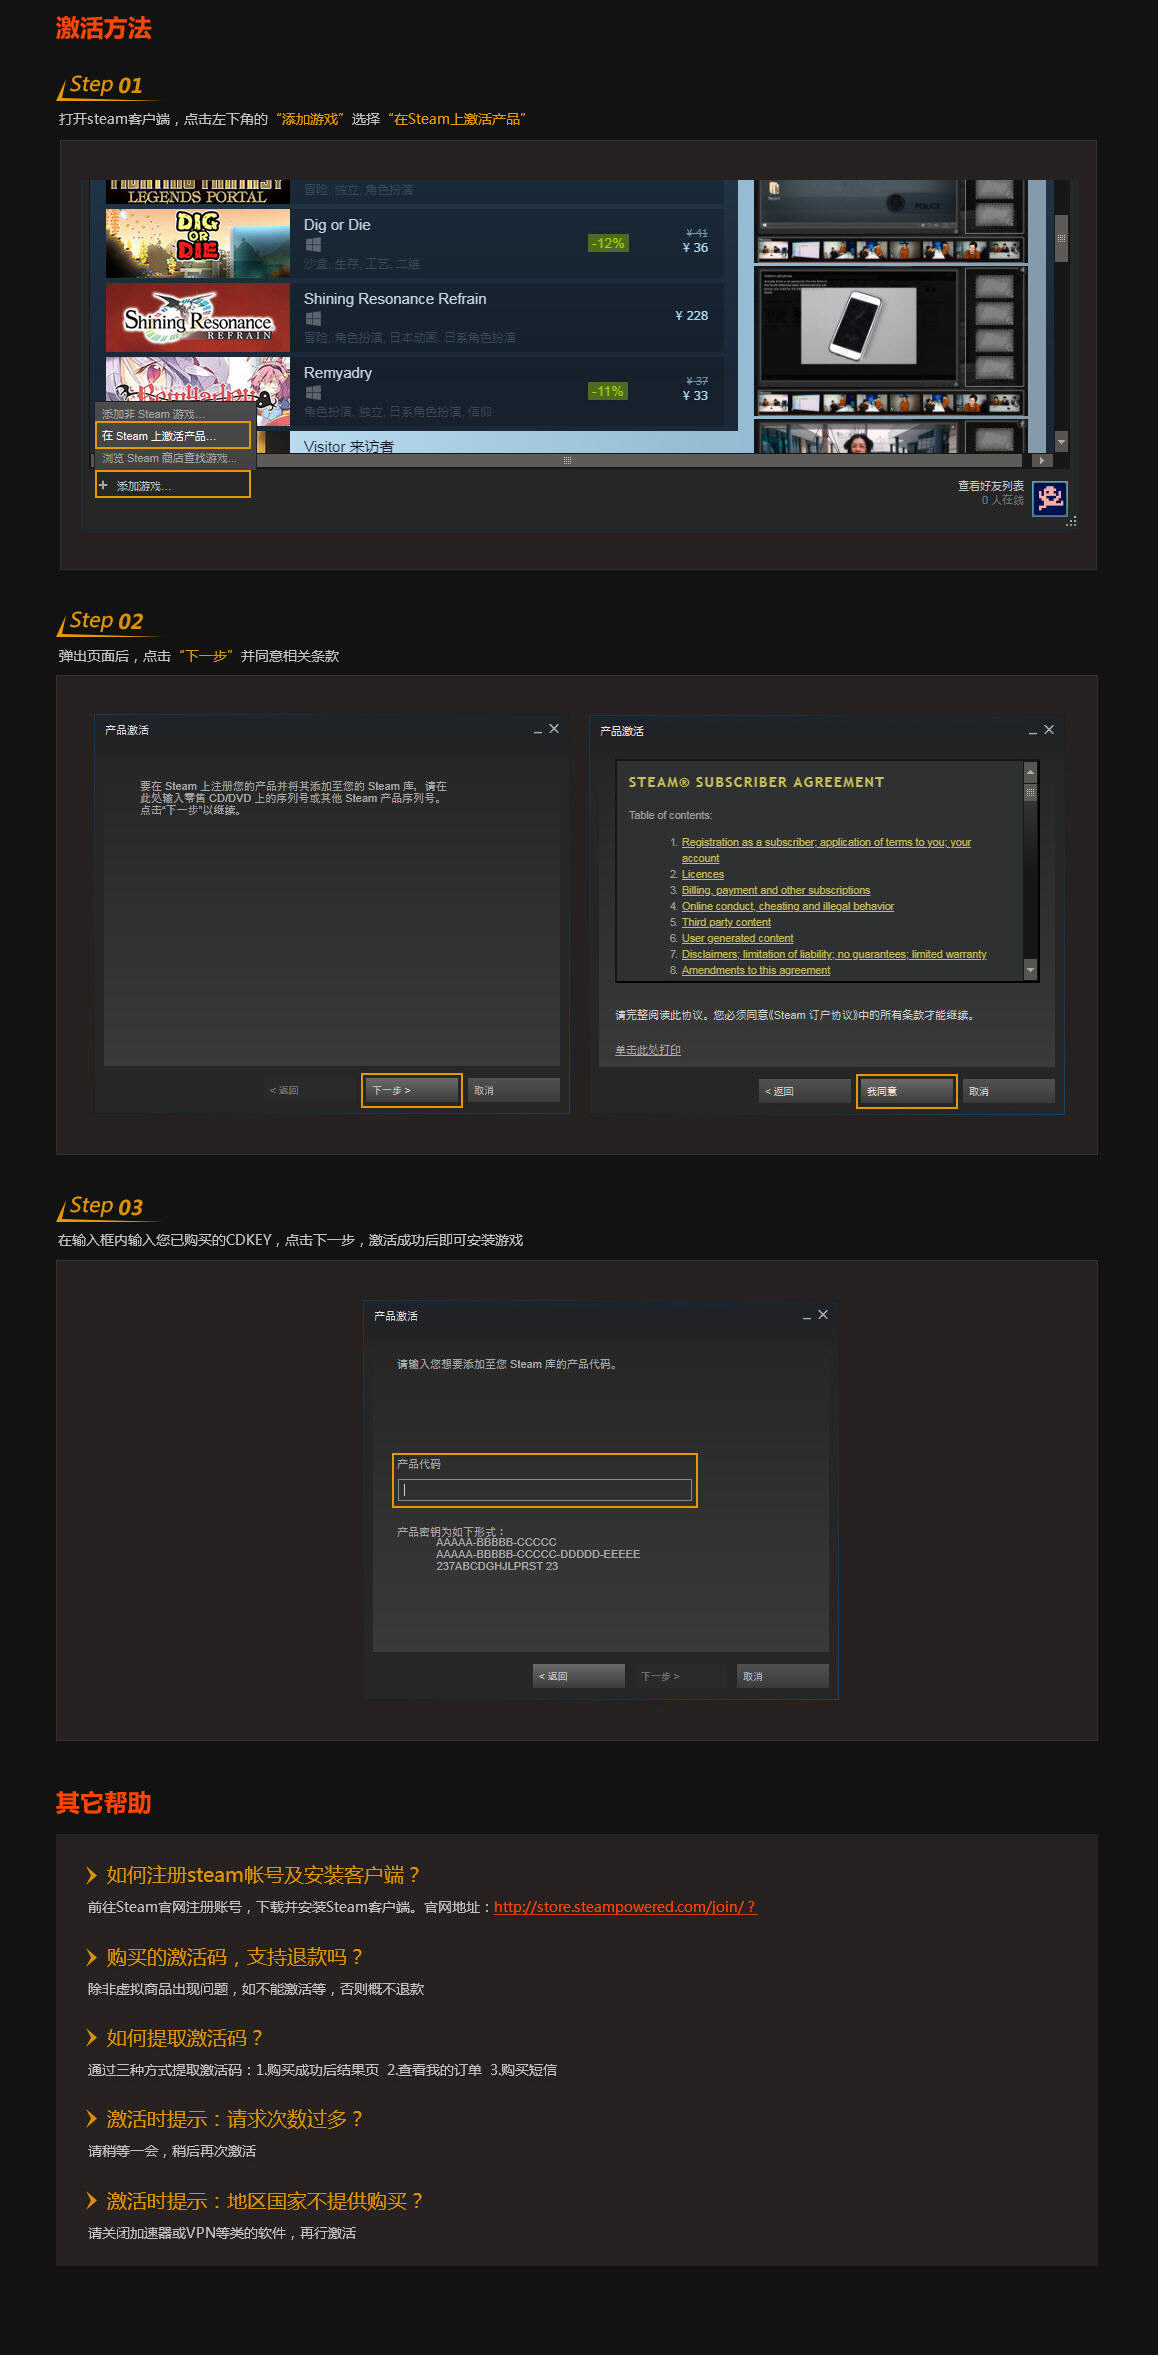 激活方法
Step 01
打开steam客户端，点击左下角的“添加游戏”选择“在Steam上激活产品”
LEGENDS PORTAL
冒险, 独立, 角色扮演
DIG OR DIE
Dig or Die
-12%
¥ 41
¥ 36
沙盒, 生存, 工艺, 二维
Shining Resonance REFRAIN
Shining Resonance Refrain
¥ 228
冒险, 角色扮演, 日本动画, 日系角色扮演
Remyadry
-11%
¥ 37
¥ 33
角色扮演, 独立, 日系角色扮演, 信仰
Visitor 来访者
POLICE
添加非 Steam 游戏...
在 Steam 上激活产品...
浏览 Steam 商店查找游戏...
+ 添加游戏...
查看好友列表
0 人在线
Step 02
弹出页面后，点击“下一步”并同意相关条款
产品激活
要在 Steam 上注册您的产品并将其添加至您的 Steam 库，请在
此处输入零售 CD/DVD 上的序列号或其他 Steam 产品序列号。
点击“下一步”以继续。
< 返回
下一步 >
取消
产品激活
STEAM® SUBSCRIBER AGREEMENT
Table of contents:
1. Registration as a subscriber; application of terms to you; your
account
2. Licences
3. Billing, payment and other subscriptions
4. Online conduct, cheating and illegal behavior
5. Third party content
6. User generated content
7. Disclaimers; limitation of liability; no guarantees; limited warranty
8. Amendments to this agreement
请完整阅读此协议。您必须同意《Steam 订户协议》中的所有条款才能继续。
单击此处打印
< 返回
我同意
取消
Step 03
在输入框内输入您已购买的CDKEY，点击下一步，激活成功后即可安装游戏
产品激活
请输入您想要添加至您 Steam 库的产品代码。
产品代码
产品密钥为如下形式：
AAAAA-BBBBB-CCCCC
AAAAA-BBBBB-CCCCC-DDDDD-EEEEE
237ABCDGHJLPRST 23
< 返回
下一步 >
取消
其它帮助
如何注册steam帐号及安装客户端？
前往Steam官网注册账号，下载并安装Steam客户端。官网地址：http://store.steampowered.com/join/？
购买的激活码，支持退款吗？
除非虚拟商品出现问题，如不能激活等，否则概不退款
如何提取激活码？
通过三种方式提取激活码：1.购买成功后结果页 2.查看我的订单 3.购买短信
激活时提示：请求次数过多？
请稍等一会，稍后再次激活
激活时提示：地区国家不提供购买？
请关闭加速器或VPN等类的软件，再行激活